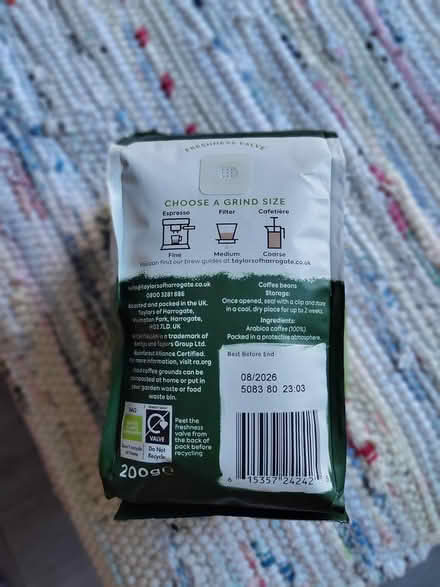 FRESHNESS VALVE
CHOOSE A GRIND SIZE
Espresso Filter Cafetière
Fine Medium Coarse
You can find our brew guides at taylorsofharrogate.co.uk
hello@taylorsofharrogate.co.uk
0800 3281 886
Roasted and packed in the UK.
Taylors of Harrogate,
Plumpton Park, Harrogate,
HG2 7LD. UK
is a trademark of
Bettys and Taylors Group Ltd.
Rainforest Alliance Certified.
For more information, visit ra.org
Used coffee grounds can be
composted at home or put in
your garden waste or food
waste bin.
BAG
VALVE
Do Not
Recycle
Peel the
freshness
valve from the
back of pack
before
recycling
200g℮
Coffee beans
Storage:
Once opened, seal with a clip and store
in a cool, dry place for up to 2 weeks.
Ingredients:
Arabica coffee (100%).
Packed in a protective atmosphere.
Best Before End
08/2026
5083 80 23:03
6 15357 24242